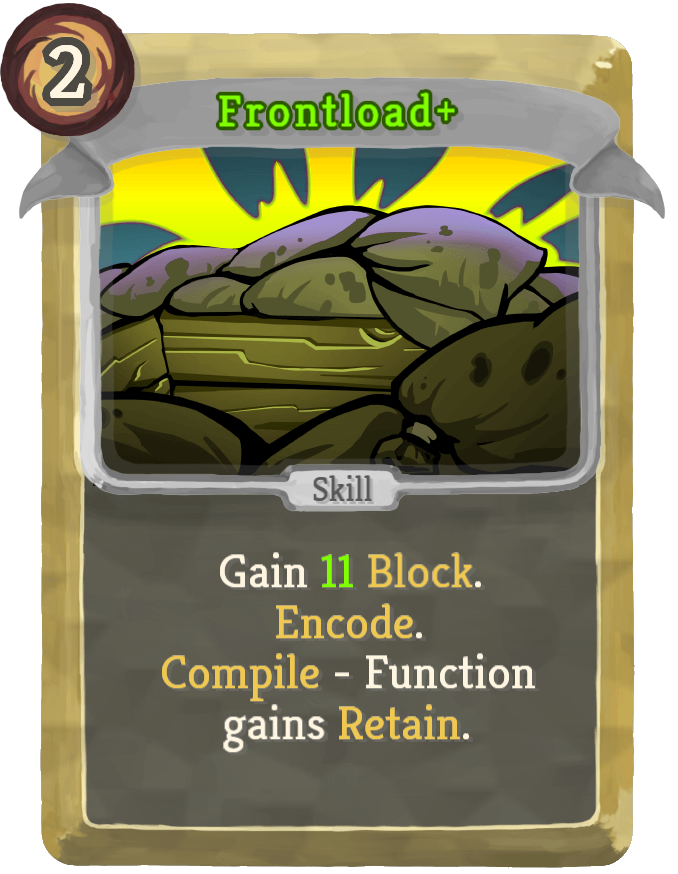 2
Frontload+
Skill
Gain 11 Block.
Encode.
Compile - Function
gains Retain.